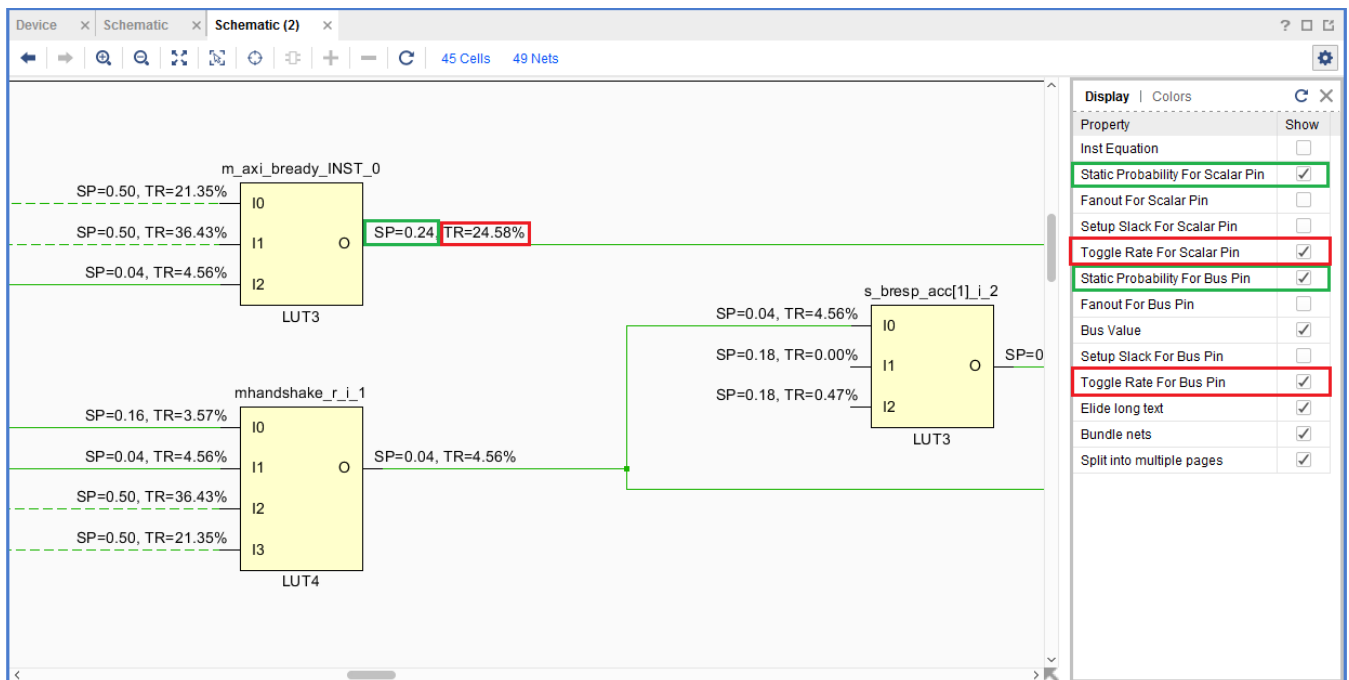 Device × Schematic × Schematic (2) × ?
45 Cells 49 Nets
m_axi_bready_INST_0
SP=0.50, TR=21.35%
I0
SP=0.50, TR=36.43%
I1
O
SP=0.24, TR=24.58%
SP=0.04, TR=4.56%
I2
LUT3
s_bresp_acc[1]_i_2
SP=0.04, TR=4.56%
I0
SP=0.18, TR=0.00%
I1
O
SP=0
SP=0.18, TR=0.47%
I2
LUT3
mhandshake_r_i_1
SP=0.16, TR=3.57%
I0
SP=0.04, TR=4.56%
I1
O
SP=0.04, TR=4.56%
SP=0.50, TR=36.43%
I2
SP=0.50, TR=21.35%
I3
LUT4
Display | Colors
Property Show
Inst Equation
Static Probability For Scalar Pin
Fanout For Scalar Pin
Setup Slack For Scalar Pin
Toggle Rate For Scalar Pin
Static Probability For Bus Pin
Fanout For Bus Pin
Bus Value
Setup Slack For Bus Pin
Toggle Rate For Bus Pin
Elide long text
Bundle nets
Split into multiple pages